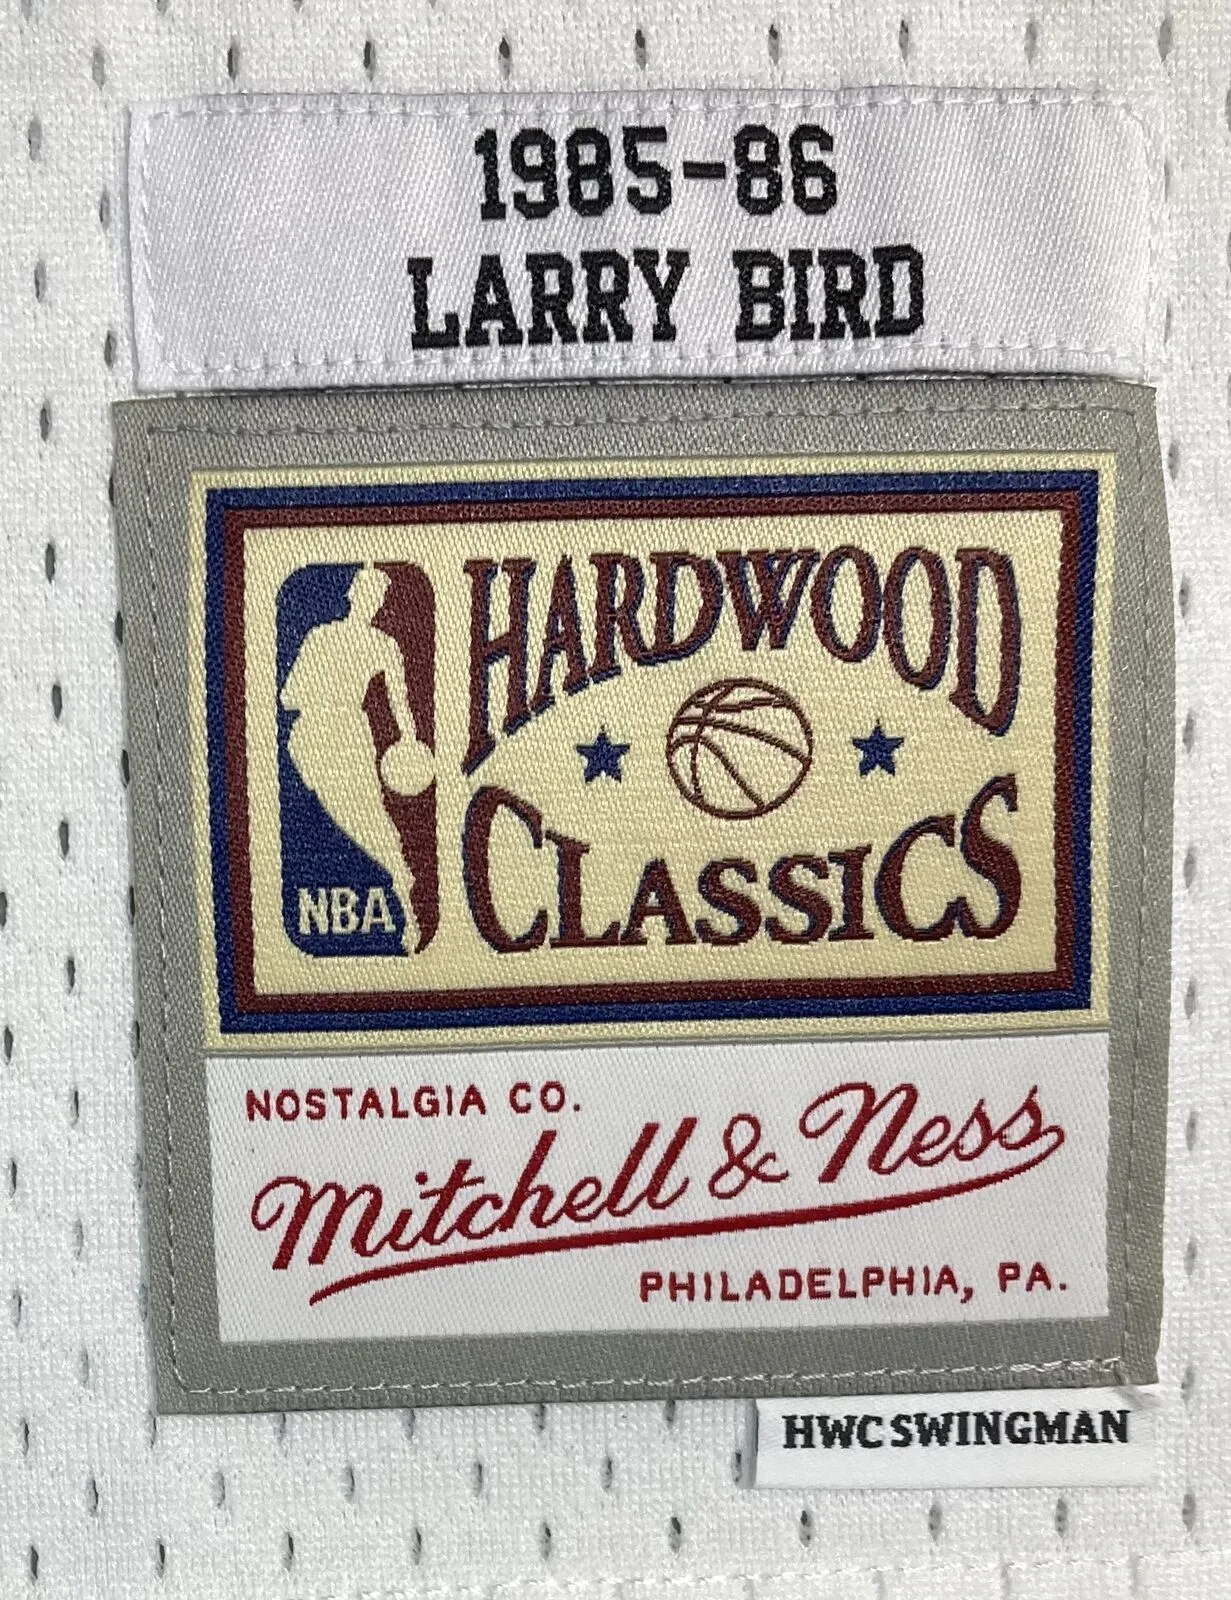 1985-86
LARRY BIRD
HARDWOOD
CLASSICS
NBA
NOSTALGIA CO.
Mitchell & Ness
PHILADELPHIA, PA.
HWC SWINGMAN